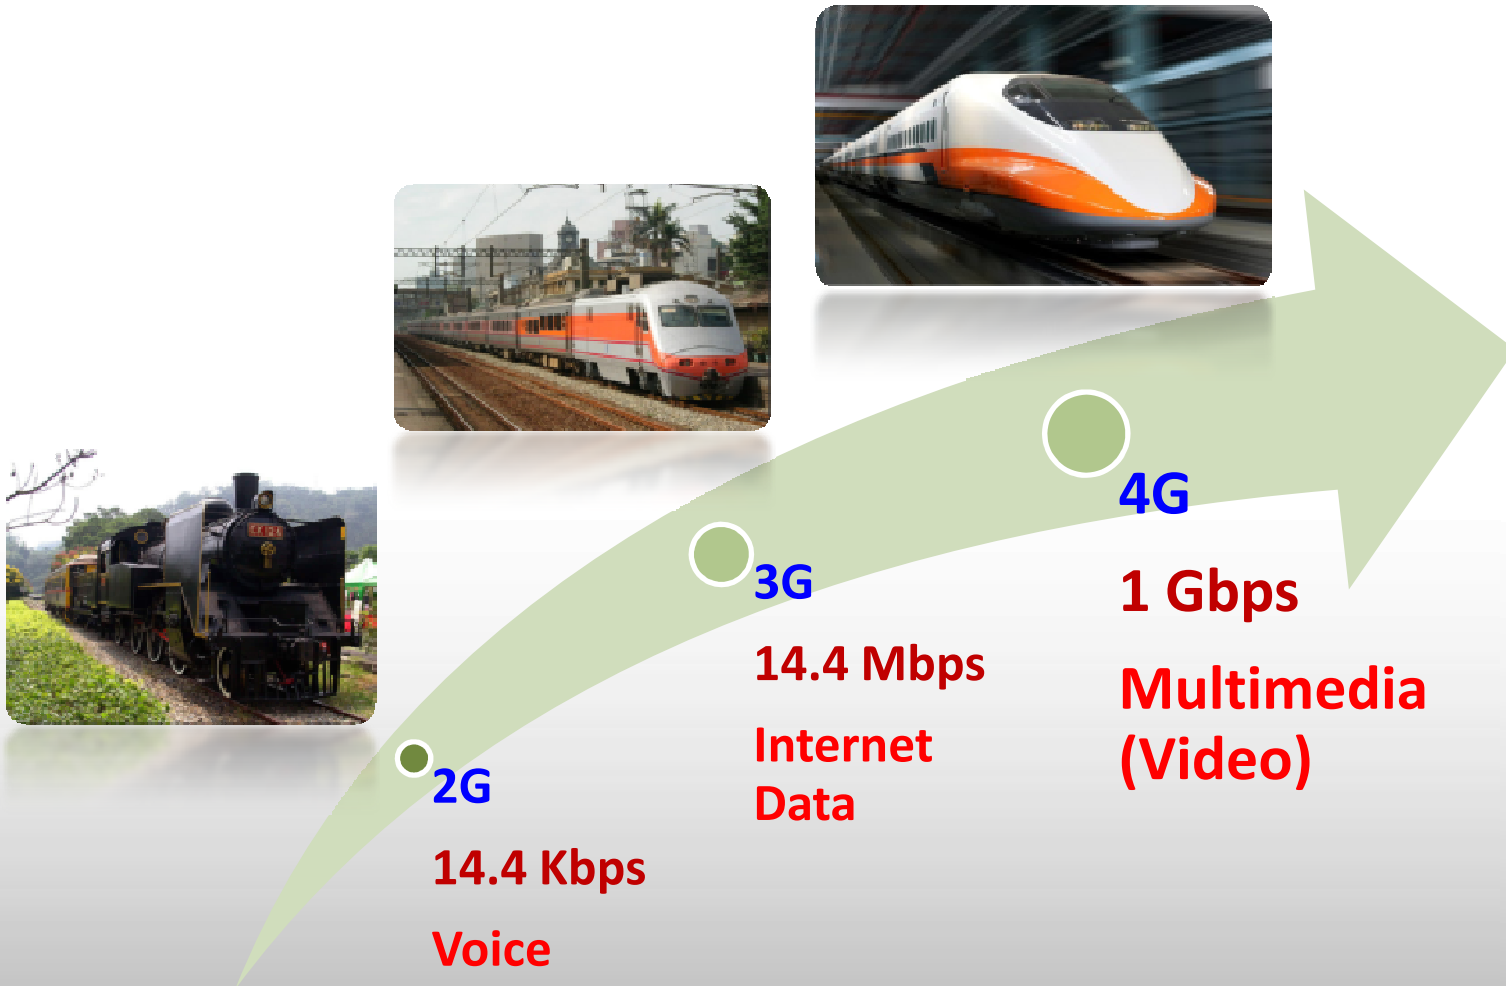 2G
14.4 Kbps
Voice
3G
14.4 Mbps
Internet
Data
4G
1 Gbps
Multimedia
(Video)